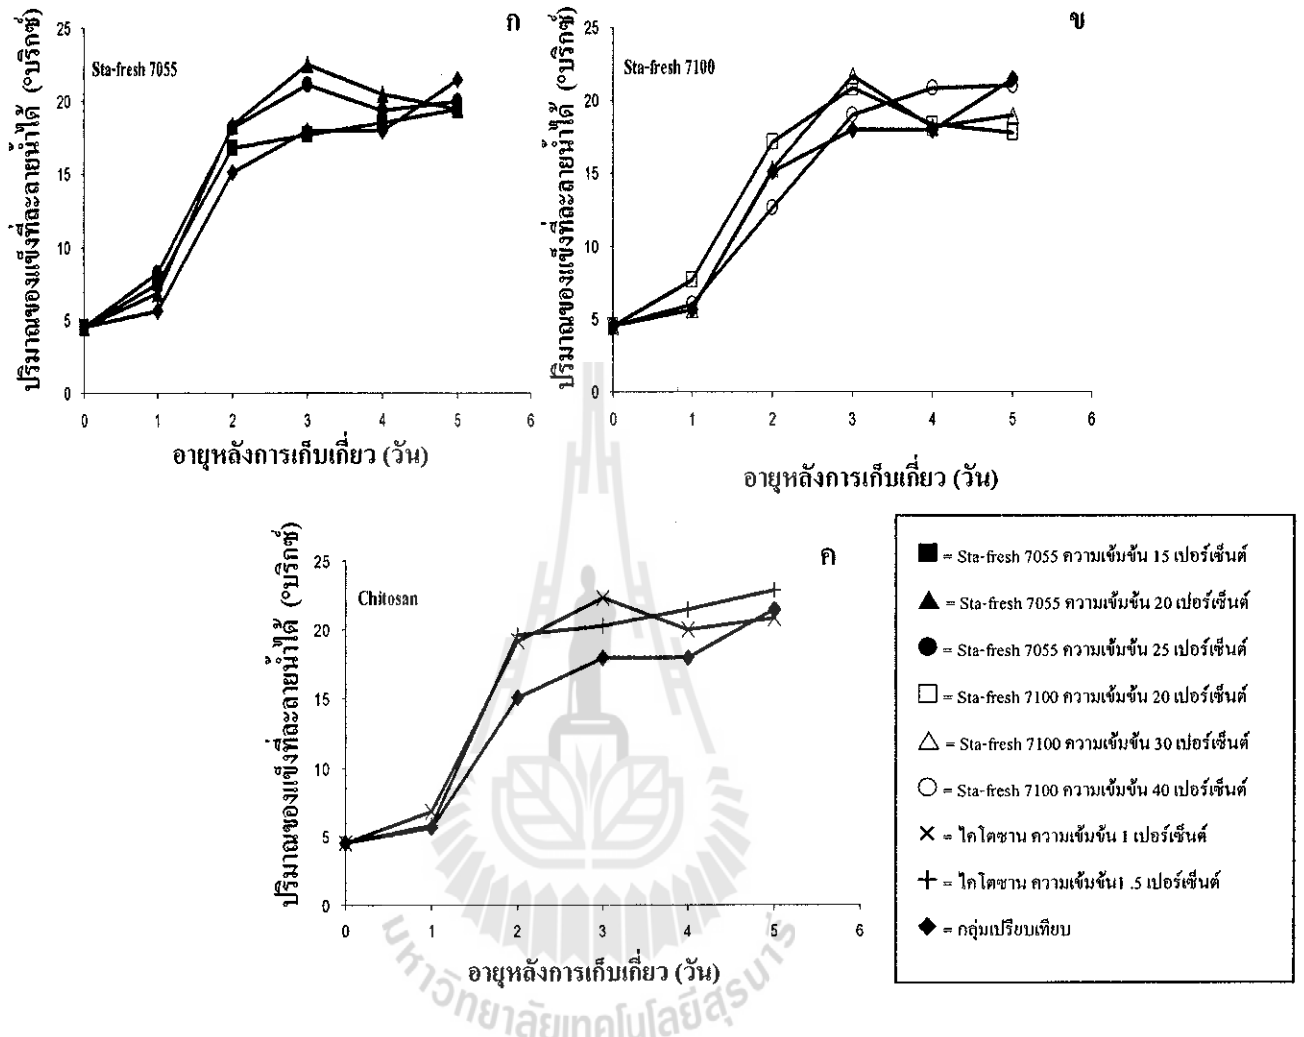 ก
ปริมาณของแข็งที่ละลายน้ำได้ (°บริกซ์)
Sta-fresh 7055
25
20
15
10
5
0
0 1 2 3 4 5 6
อายุหลังการเก็บเกี่ยว (วัน)
ข
ปริมาณของแข็งที่ละลายน้ำได้ (°บริกซ์)
Sta-fresh 7100
25
20
15
10
5
0
0 1 2 3 4 5 6
อายุหลังการเก็บเกี่ยว (วัน)
ค
ปริมาณของแข็งที่ละลายน้ำได้ (°บริกซ์)
Chitosan
25
20
15
10
5
0
0 1 2 3 4 5 6
อายุหลังการเก็บเกี่ยว (วัน)
= Sta-fresh 7055 ความเข้มข้น 15 เปอร์เซ็นต์
= Sta-fresh 7055 ความเข้มข้น 20 เปอร์เซ็นต์
= Sta-fresh 7055 ความเข้มข้น 25 เปอร์เซ็นต์
= Sta-fresh 7100 ความเข้มข้น 20 เปอร์เซ็นต์
= Sta-fresh 7100 ความเข้มข้น 30 เปอร์เซ็นต์
= Sta-fresh 7100 ความเข้มข้น 40 เปอร์เซ็นต์
= ไคโตซาน ความเข้มข้น 1 เปอร์เซ็นต์
= ไคโตซาน ความเข้มข้น1 .5 เปอร์เซ็นต์
= กลุ่มเปรียบเทียบ
มหาวิทยาลัยเทคโนโลยีสุรนารี